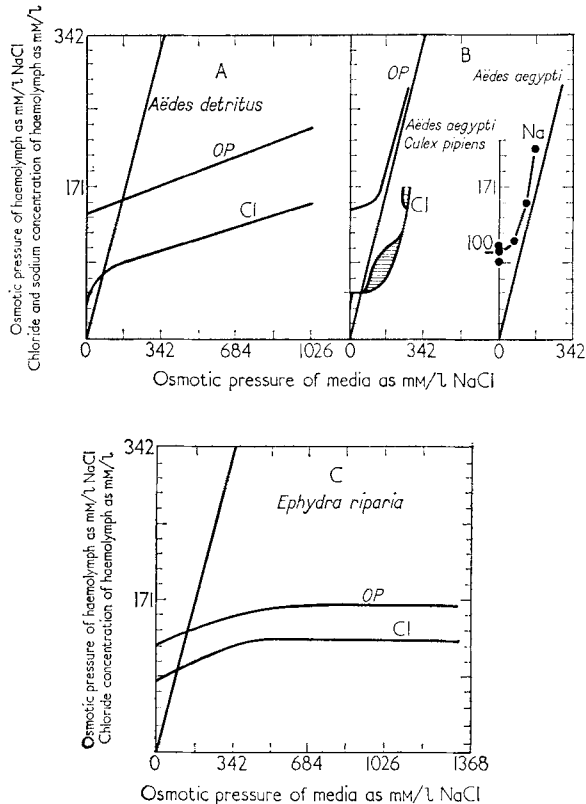 Osmotic pressure of haemolymph as mM/l NaCl
Chloride and sodium concentration of haemolymph as mM/l
342
171
0
A
Aëdes detritus
OP
Cl
0 342 684 1026
B
OP
Aëdes aegypti
Culex pipiens
Cl
0 342
Aëdes aegypti
Na
171
100
0
0 342
Osmotic pressure of media as mM/l NaCl
Osmotic pressure of haemolymph as mM/l NaCl
Chloride concentration of haemolymph as mM/l
342
171
C
Ephydra riparia
OP
Cl
0 342 684 1026 1368
Osmotic pressure of media as mM/l NaCl